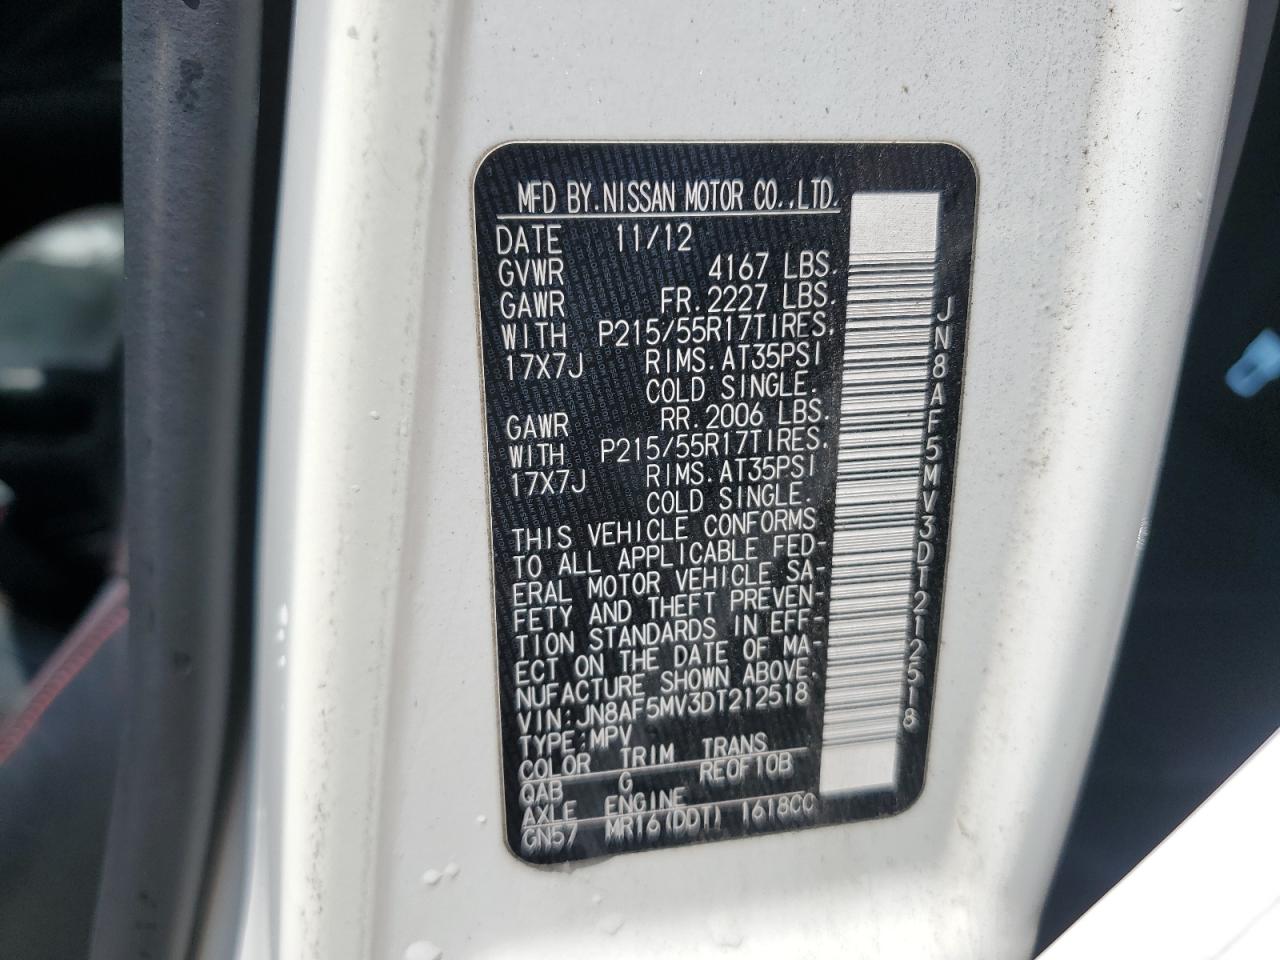 MFD BY.NISSAN MOTOR CO.,LTD.
DATE 11/12
GVWR 4167 LBS.
GAWR FR.2227 LBS.
WITH P215/55R17TIRES.
17X7J RIMS.AT35PSI
COLD SINGLE.
GAWR RR.2006 LBS.
WITH P215/55R17TIRES.
17X7J RIMS.AT35PSI
COLD SINGLE.
THIS VEHICLE CONFORMS
TO ALL APPLICABLE FED-
ERAL MOTOR VEHICLE SA-
FETY AND THEFT PREVEN-
TION STANDARDS IN EFF-
ECT ON THE DATE OF MA-
NUFACTURE SHOWN ABOVE.
VIN:JN8AF5MV3DT212518
TYPE:MPV
COLOR TRIM TRANS
QAB G RE0F10B
AXLE ENGINE
GN57 MR16(DDT) 1618CC
JN8AF5MV3DT212518